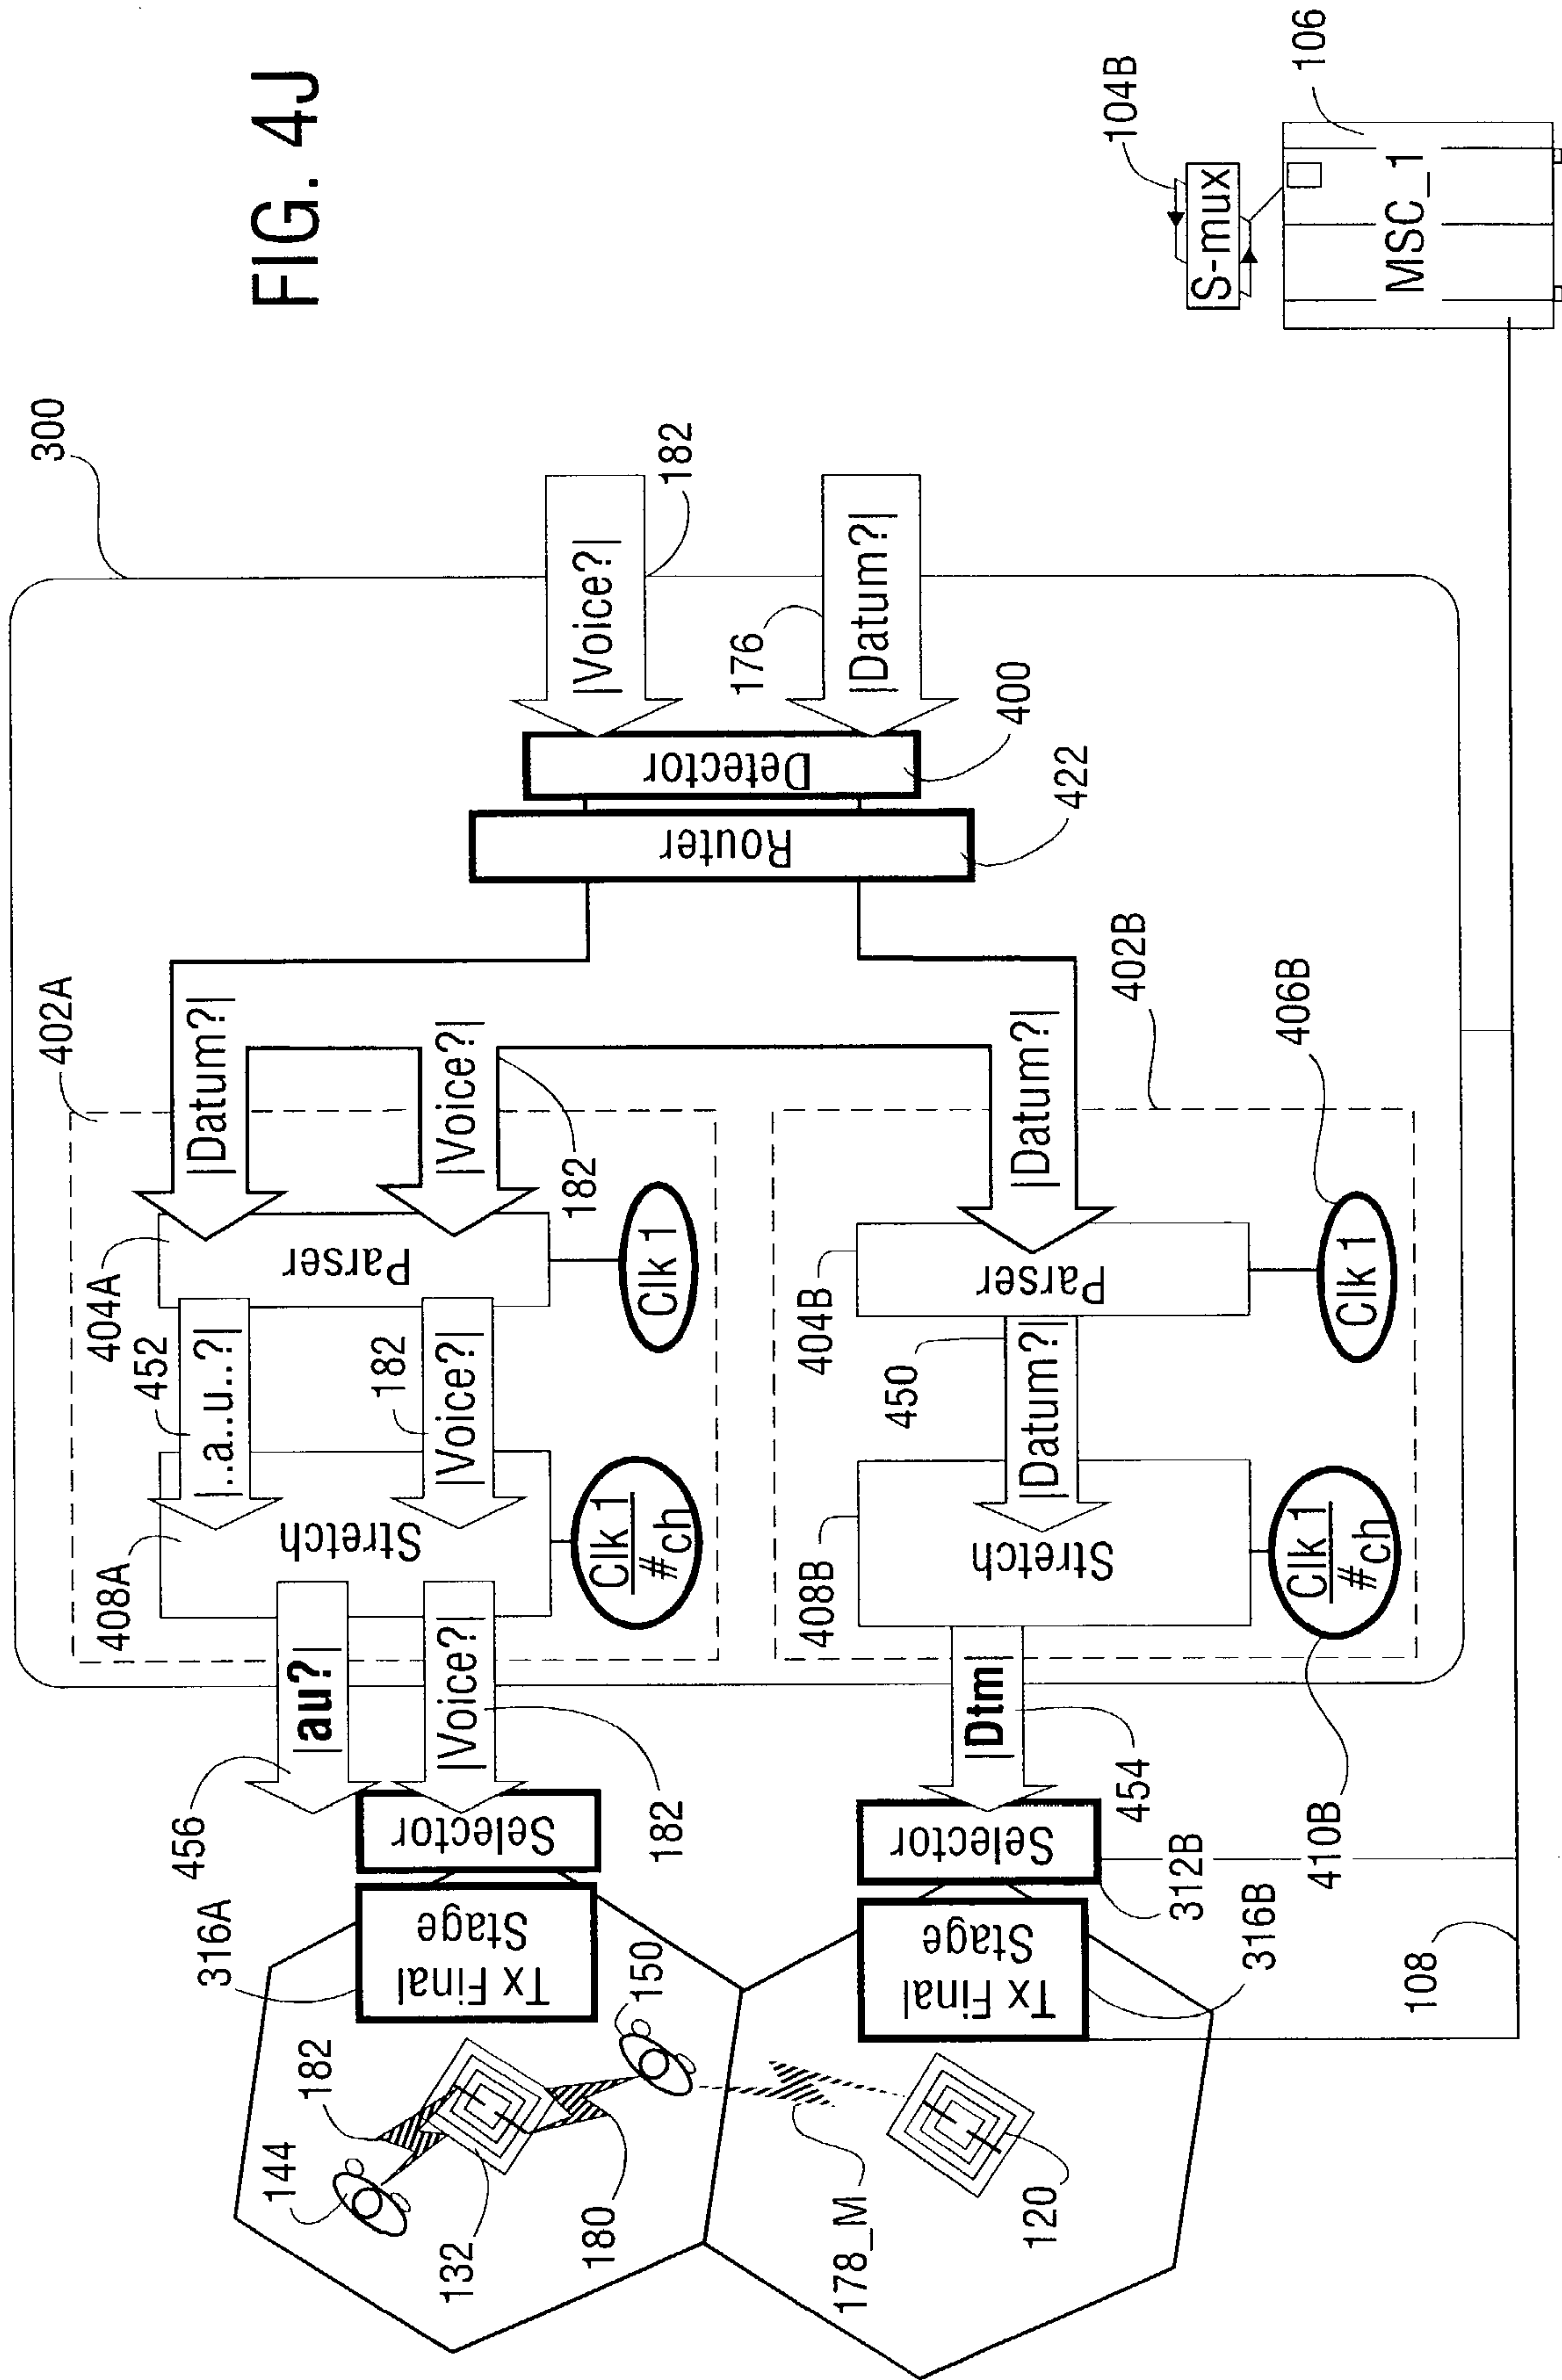 FIG. 4J
300
402A
404A
452
408A
456
316A
182
144
132
180
150
|Datum?|
|Voice?|
182
|..a..u..?|
182
|Voice?|
|au?|
|Voice?|
182
Parser
Stretch
Selector
Tx Final
Stage
Clk 1
Clk 1
#ch
|Voice?|
182
176
|Datum?|
Detector
400
Router
422
402B
406B
|Datum?|
404B
Parser
Clk 1
450
|Datum?|
408B
Stretch
Clk 1
#ch
410B
|Dtm
454
Selector
312B
Tx Final
Stage
316B
178_M
120
108
104B
S-mux
106
MSC_1